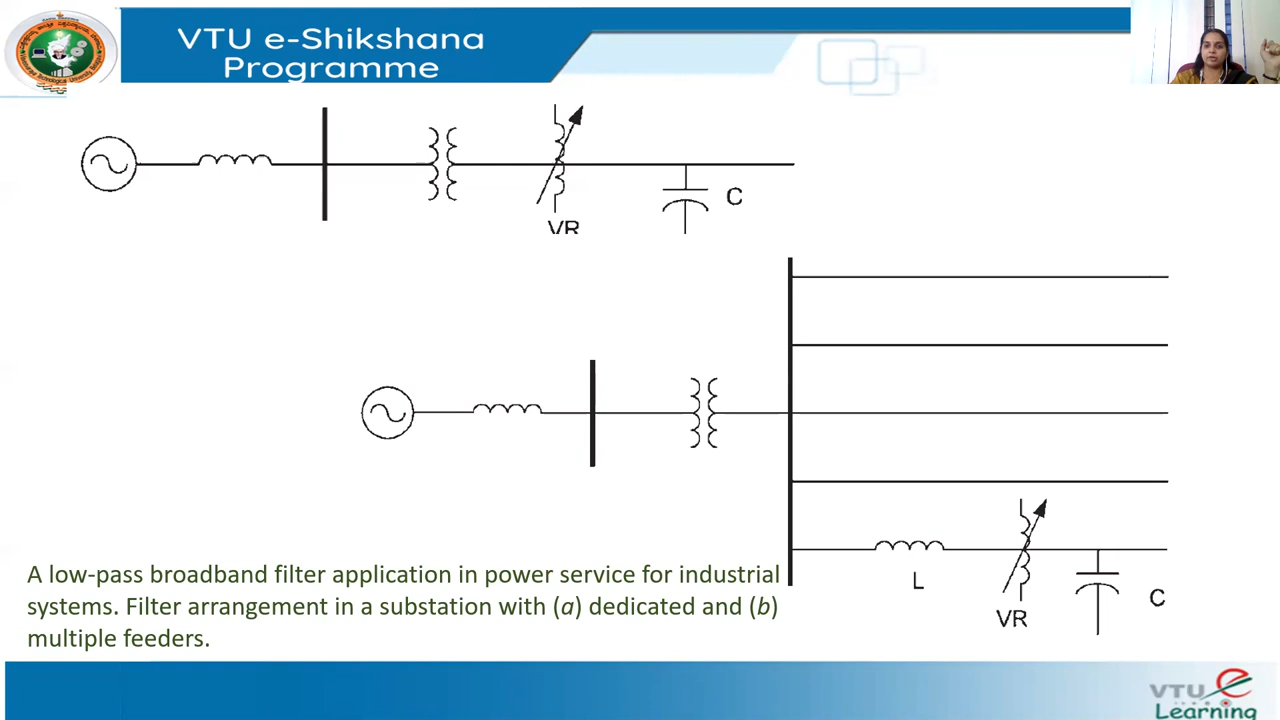 VTU e-Shikshana
Programme
VR
C
L
VR
C
A low-pass broadband filter application in power service for industrial
systems. Filter arrangement in a substation with (a) dedicated and (b)
multiple feeders.
VTU e
Learning